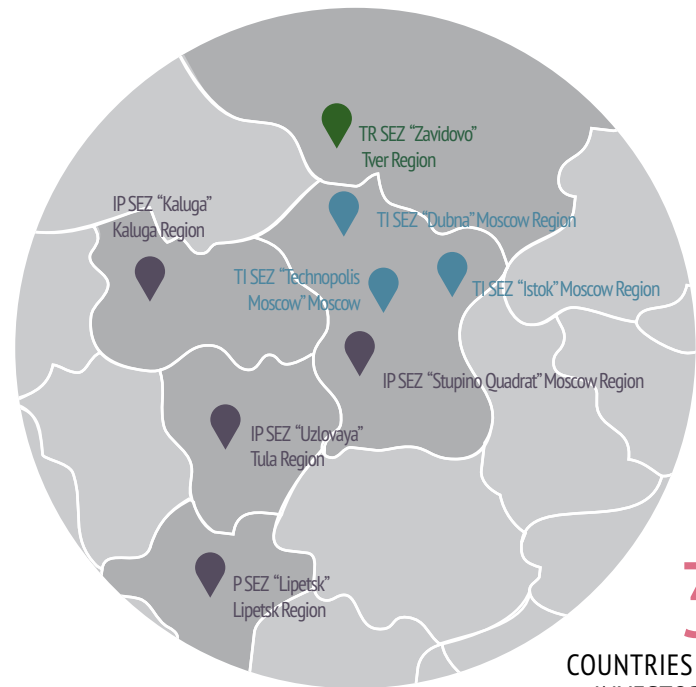 TR SEZ “Zavidovo”
Tver Region
IP SEZ “Kaluga”
Kaluga Region
TI SEZ “Dubna” Moscow Region
TI SEZ “Technopolis
Moscow” Moscow
TI SEZ “Istok” Moscow Region
IP SEZ “Stupino Quadrat” Moscow Region
IP SEZ “Uzlovaya”
Tula Region
P SEZ “Lipetsk”
Lipetsk Region
COUNTRIES